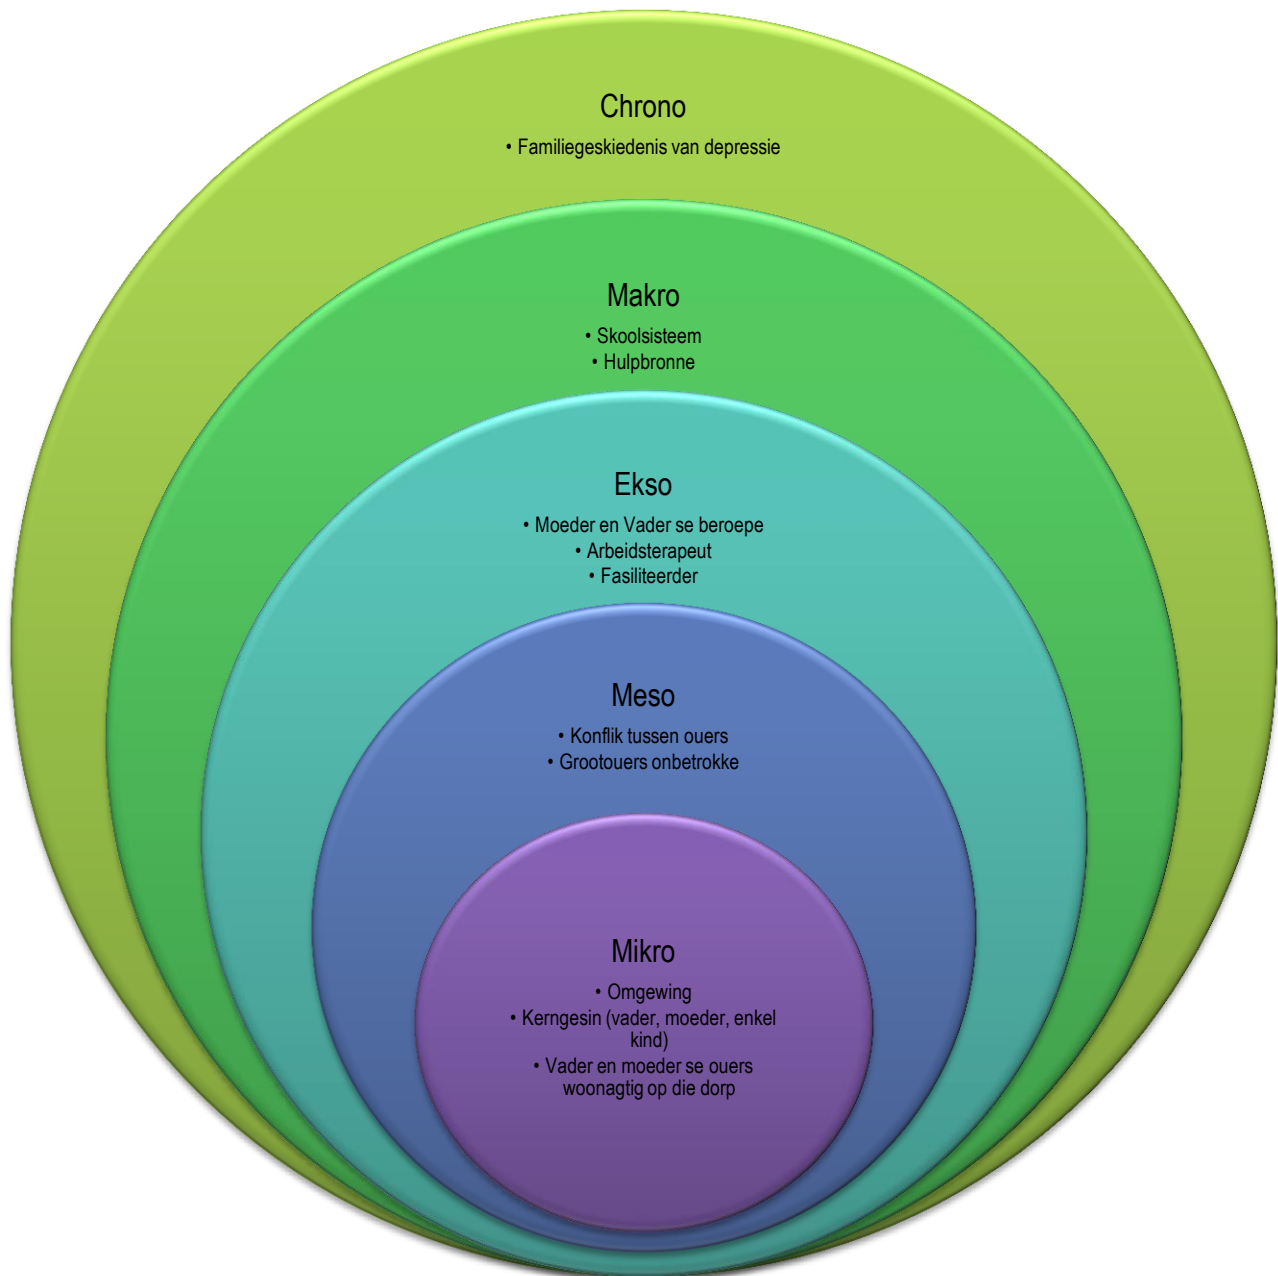 Chrono
• Familiegeskiedenis van depressie
Makro
• Skoolsisteem
• Hulpbronne
Ekso
• Moeder en Vader se beroepe
• Arbeidsterapeut
• Fasiliteerder
Meso
• Konflik tussen ouers
• Grootouers onbetrokke
Mikro
• Omgewing
• Kerngesin (vader, moeder, enkel
kind)
• Vader en moeder se ouers
woonagtig op die dorp